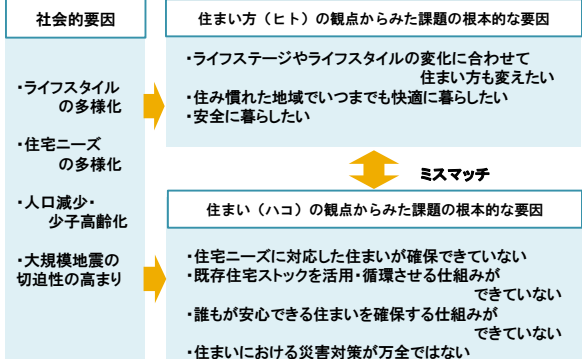 社会的要因
・ライフスタイル
の多様化
・住宅ニーズ
の多様化
・人口減少・
少子高齢化
・大規模地震の
切迫性の高まり
住まい方（ヒト）の観点からみた課題の根本的な要因
・ライフステージやライフスタイルの変化に合わせて
住まい方も変えたい
・住み慣れた地域でいつまでも快適に暮らしたい
・安全に暮らしたい
ミスマッチ
住まい（ハコ）の観点からみた課題の根本的な要因
・住宅ニーズに対応した住まいが確保できていない
・既存住宅ストックを活用・循環させる仕組みが
できていない
・誰もが安心できる住まいを確保する仕組みが
できていない
・住まいにおける災害対策が万全ではない